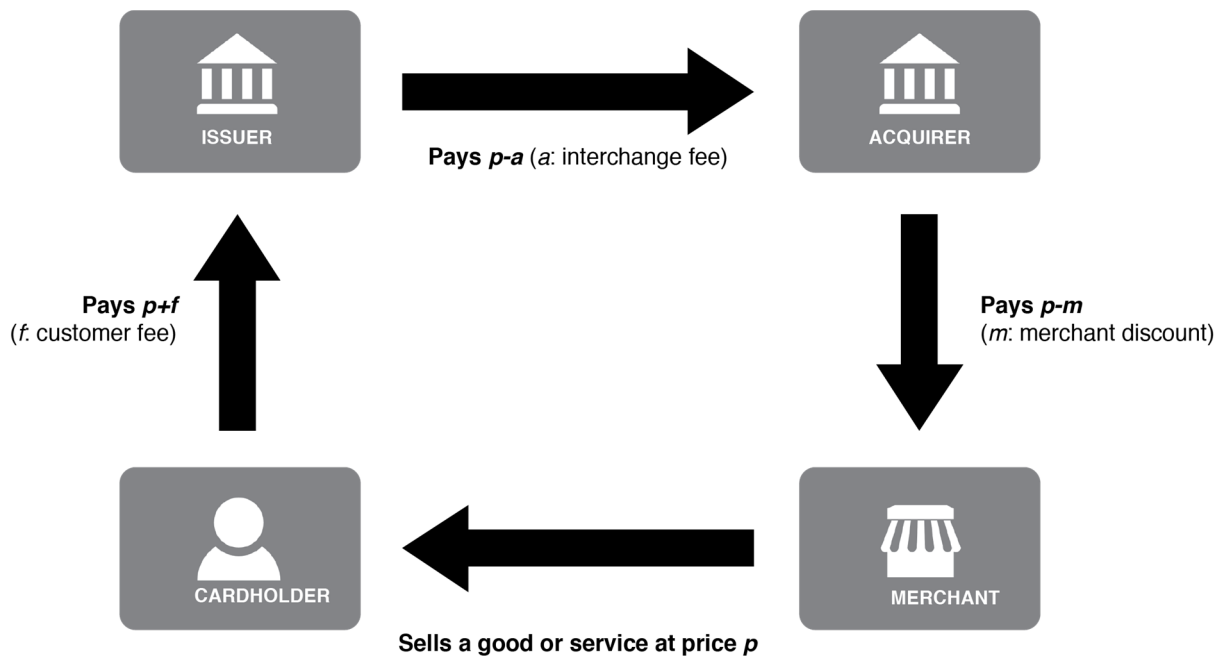 ISSUER
ACQUIRER
Pays p-a (a: interchange fee)
Pays p+f
(f: customer fee)
Pays p-m
(m: merchant discount)
CARDHOLDER
MERCHANT
Sells a good or service at price p